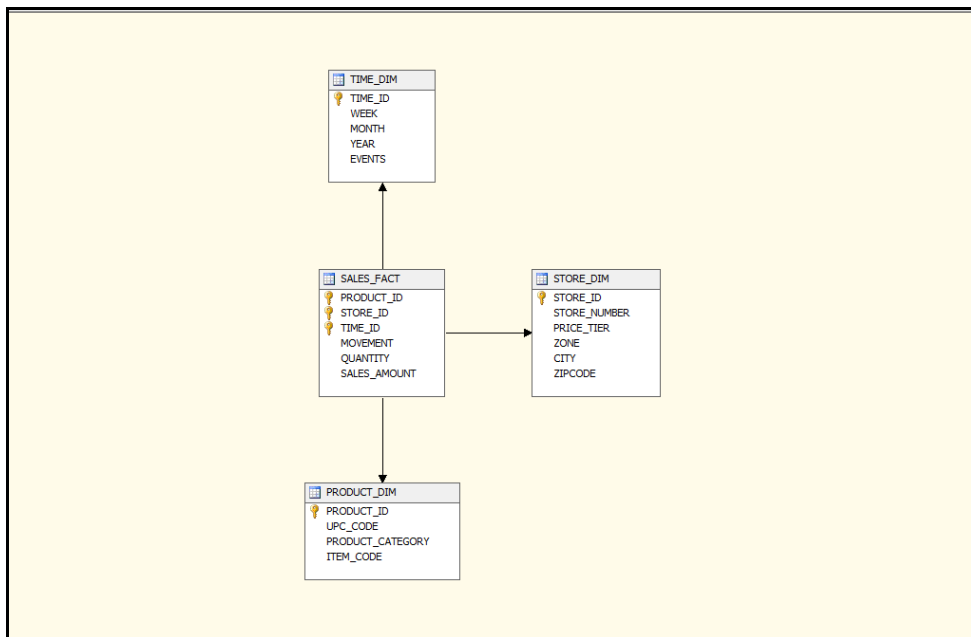 TIME_DIM
TIME_ID
WEEK
MONTH
YEAR
EVENTS
SALES_FACT
PRODUCT_ID
STORE_ID
TIME_ID
MOVEMENT
QUANTITY
SALES_AMOUNT
STORE_DIM
STORE_ID
STORE_NUMBER
PRICE_TIER
ZONE
CITY
ZIPCODE
PRODUCT_DIM
PRODUCT_ID
UPC_CODE
PRODUCT_CATEGORY
ITEM_CODE